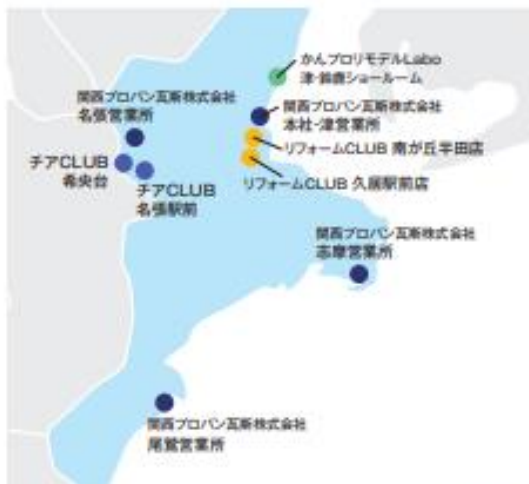 かんプロリモデルLabo
津・鈴鹿ショールーム
関西プロパン瓦斯株式会社
名張営業所
関西プロパン瓦斯株式会社
本社・津営業所
リフォームCLUB 南が丘半田店
チアCLUB
希央台
チアCLUB
名張駅前
リフォームCLUB 久居駅前店
関西プロパン瓦斯株式会社
志摩営業所
関西プロパン瓦斯株式会社
尾鷲営業所